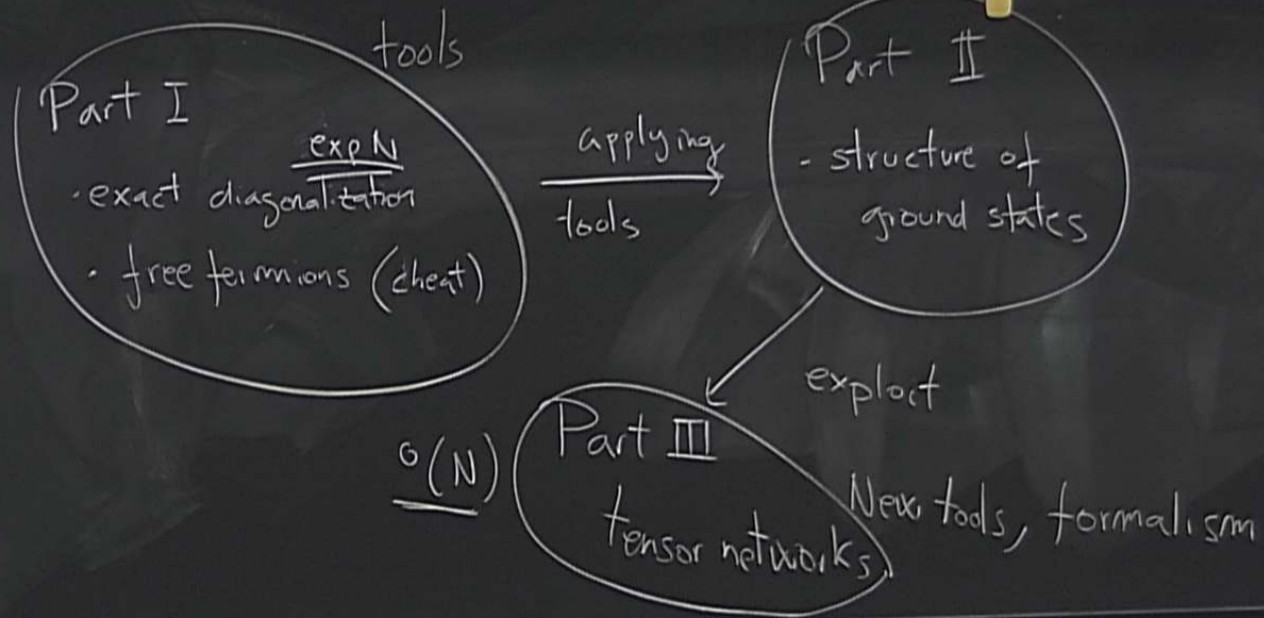 tools
Part I
exp N
· exact diagonalization
· free fermions (cheat)
applying
tools
Part II
- structure of
ground states
exploit
O(N)
Part III
tensor networks
New tools, formalism